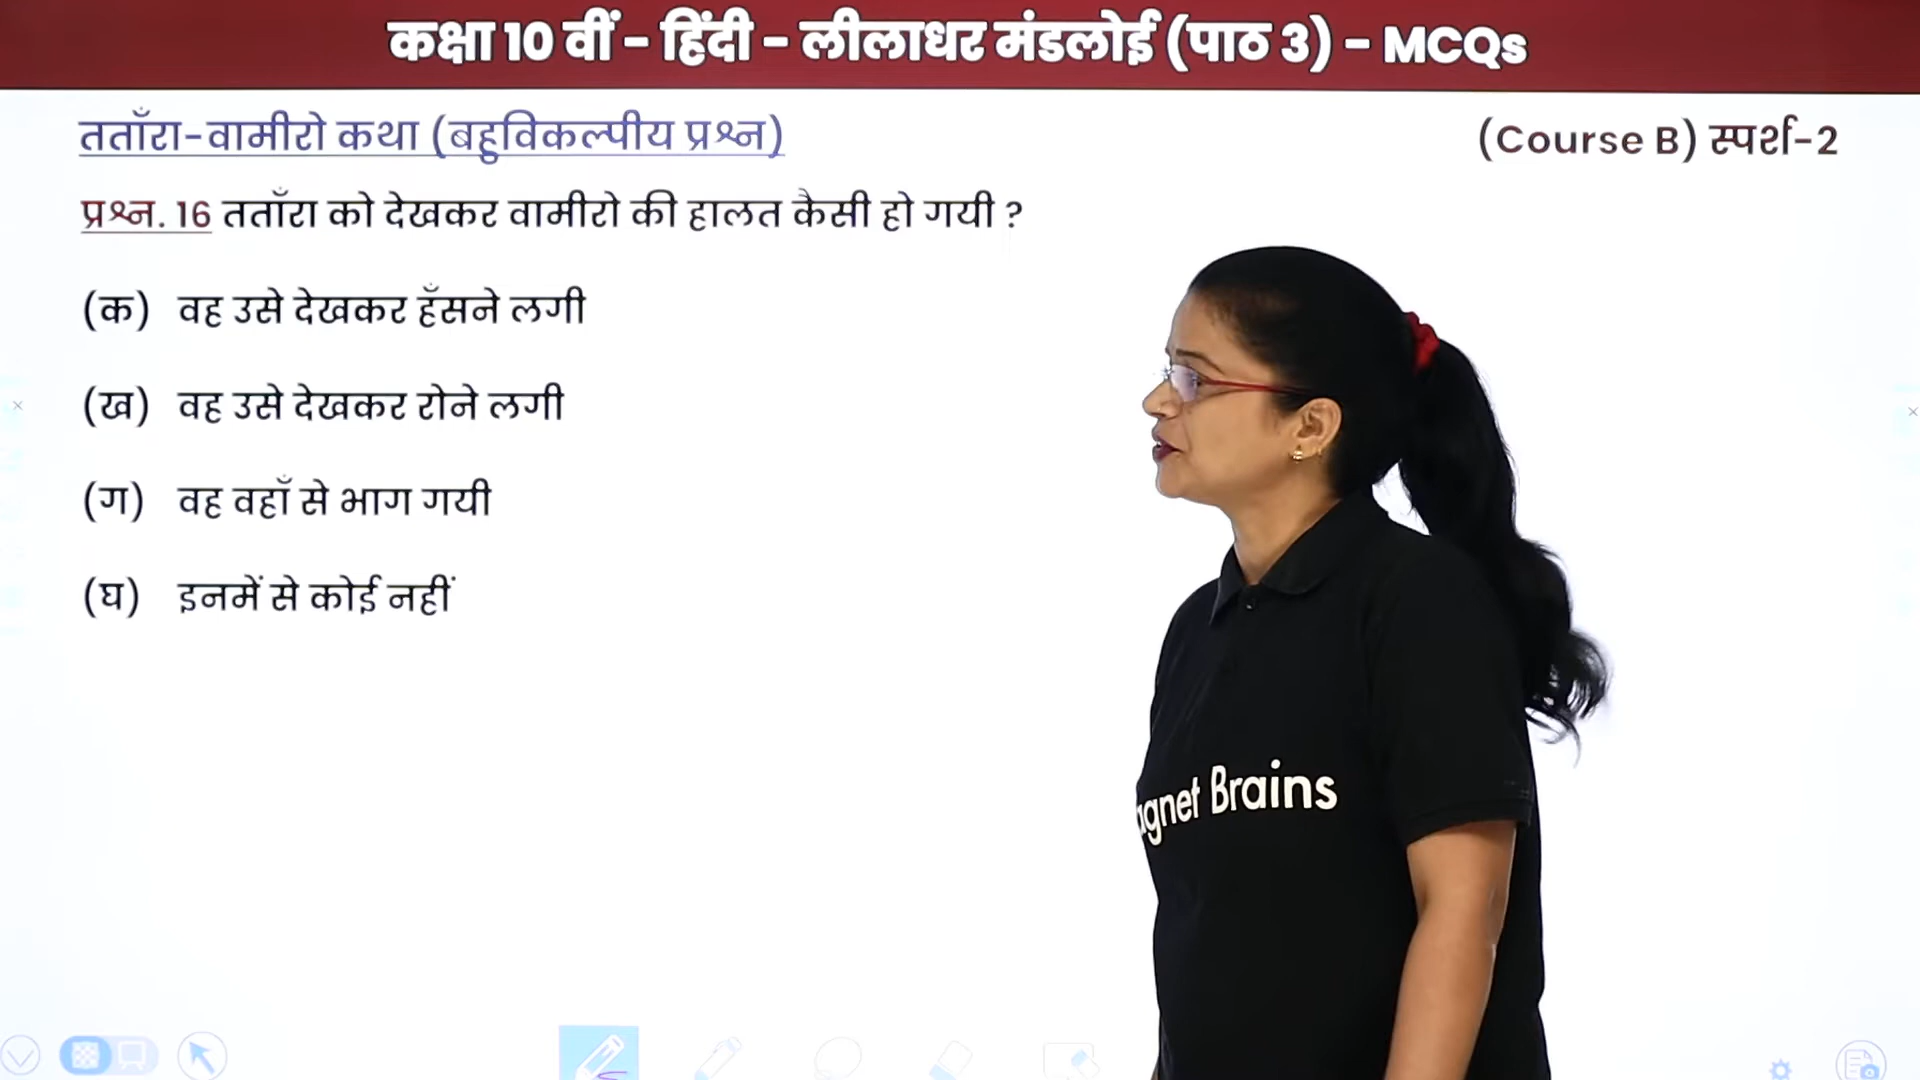 कक्षा 10 वीं - हिंदी - लीलाधर मंडलोई (पाठ 3) - MCQs
तताँरा-वामीरो कथा (बहुविकल्पीय प्रश्न)
(Course B) स्पर्श-2
प्रश्न. 16 तताँरा को देखकर वामीरो की हालत कैसी हो गयी ?
(क) वह उसे देखकर हँसने लगी
(ख) वह उसे देखकर रोने लगी
(ग) वह वहाँ से भाग गयी
(घ) इनमें से कोई नहीं
agnet Brains